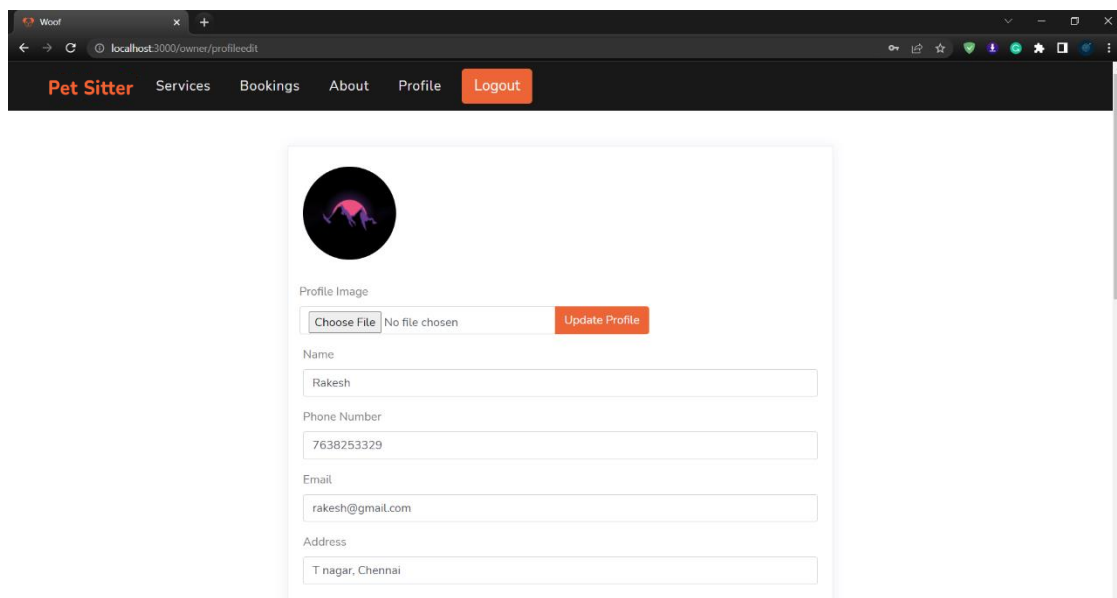 Woof
localhost:3000/owner/profileedit
Pet Sitter Services Bookings About Profile Logout
Profile Image
Choose File No file chosen Update Profile
Name
Rakesh
Phone Number
7638253329
Email
rakesh@gmail.com
Address
T nagar, Chennai